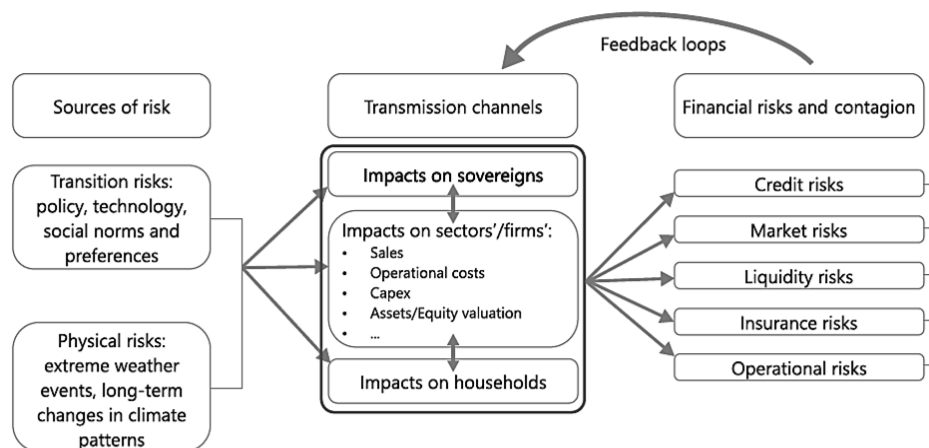 Feedback loops
Sources of risk
Transmission channels
Financial risks and contagion
Transition risks:
policy, technology,
social norms and
preferences
Physical risks:
extreme weather
events, long-term
changes in climate
patterns
Impacts on sovereigns
Impacts on sectors'/firms':
• Sales
• Operational costs
• Capex
• Assets/Equity valuation
• ...
Impacts on households
Credit risks
Market risks
Liquidity risks
Insurance risks
Operational risks